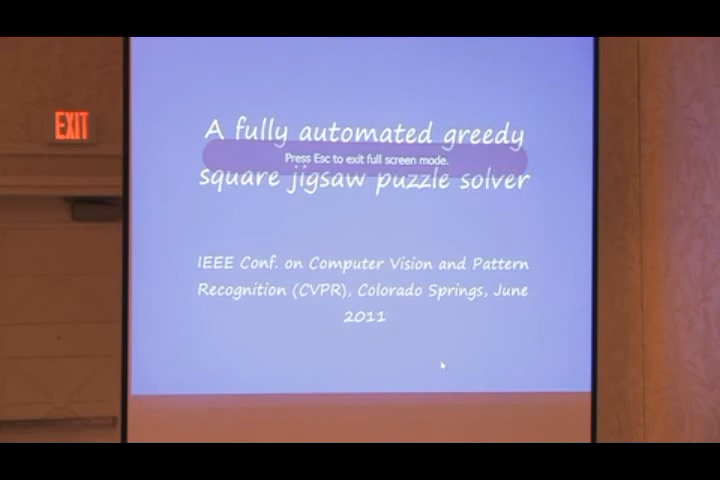 EXIT
A fully automated greedy
Press Esc to exit full screen mode.
square jigsaw puzzle solver
IEEE Conf. on Computer Vision and Pattern
Recognition (CVPR), Colorado Springs, June
2011